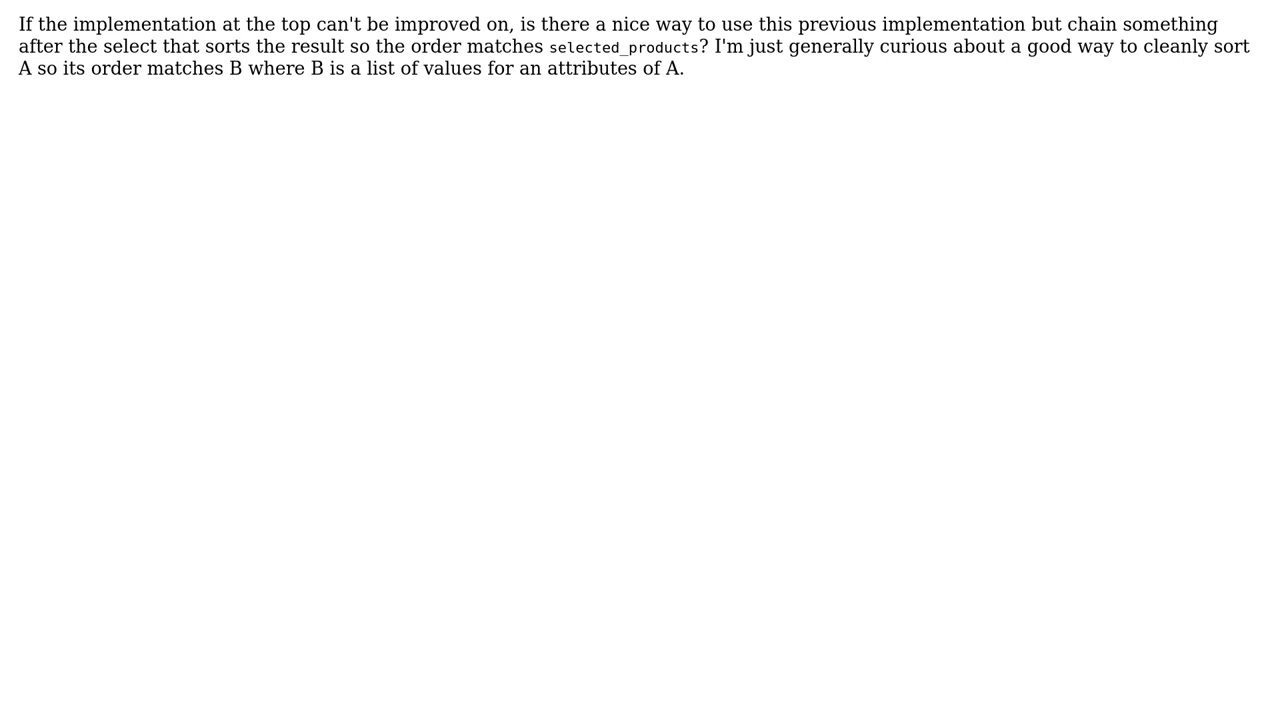 If the implementation at the top can't be improved on, is there a nice way to use this previous implementation but chain something
after the select that sorts the result so the order matches selected_products? I'm just generally curious about a good way to cleanly sort
A so its order matches B where B is a list of values for an attributes of A.